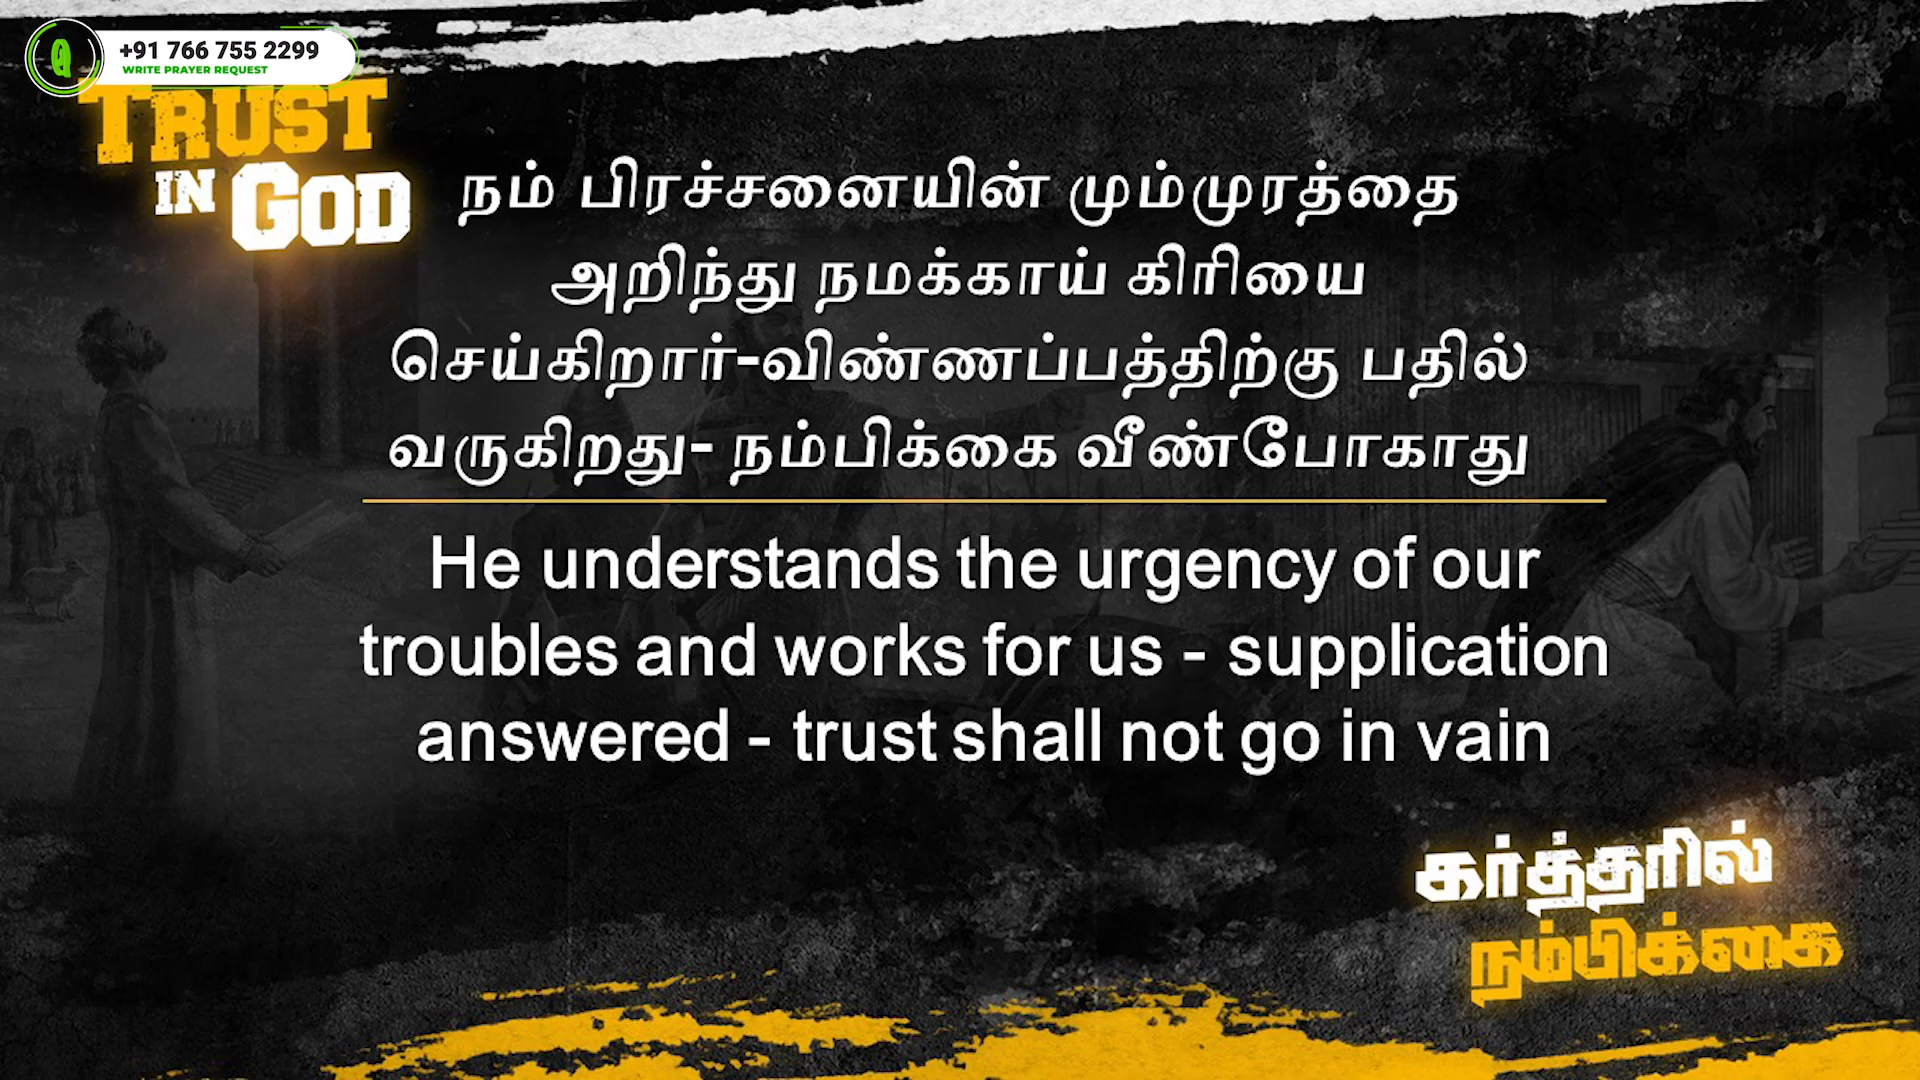 +91 766 755 2299
WRITE PRAYER REQUEST
TRUST
IN GOD
நம் பிரச்சனையின் மும்முரத்தை
அறிந்து நமக்காய் கிரியை
செய்கிறார்-விண்ணப்பத்திற்கு பதில்
வருகிறது- நம்பிக்கை வீண்போகாது
He understands the urgency of our
troubles and works for us - supplication
answered - trust shall not go in vain
கர்த்தரில்
நம்பிக்கை